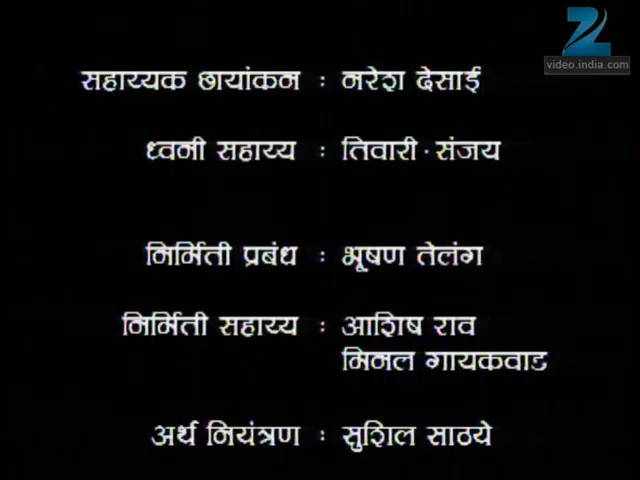 Z
video.india.com
सहाय्यक छायांकन : नरेश देसाई
ध्वनी सहाय्य : तिवारी · संजय
निर्मिती प्रबंध : भूषण तेलंग
निर्मिती सहाय्य : आशिष राव
मिनल गायकवाड
अर्थ नियंत्रण : सुशिल साठये